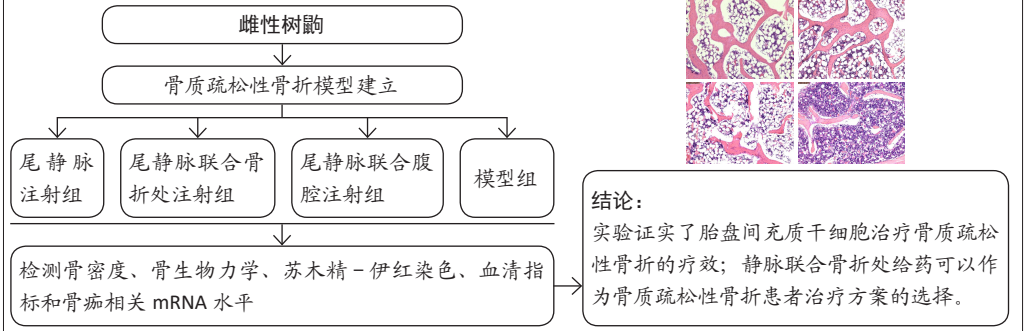 雌性树鼩
骨质疏松性骨折模型建立
尾静脉
注射组
尾静脉联合骨
折处注射组
尾静脉联合腹
腔注射组
模型组
检测骨密度、骨生物力学、苏木精-伊红染色、血清指
标和骨痂相关 mRNA 水平
结论：
实验证实了胎盘间充质干细胞治疗骨质疏松
性骨折的疗效；静脉联合骨折处给药可以作
为骨质疏松性骨折患者治疗方案的选择。